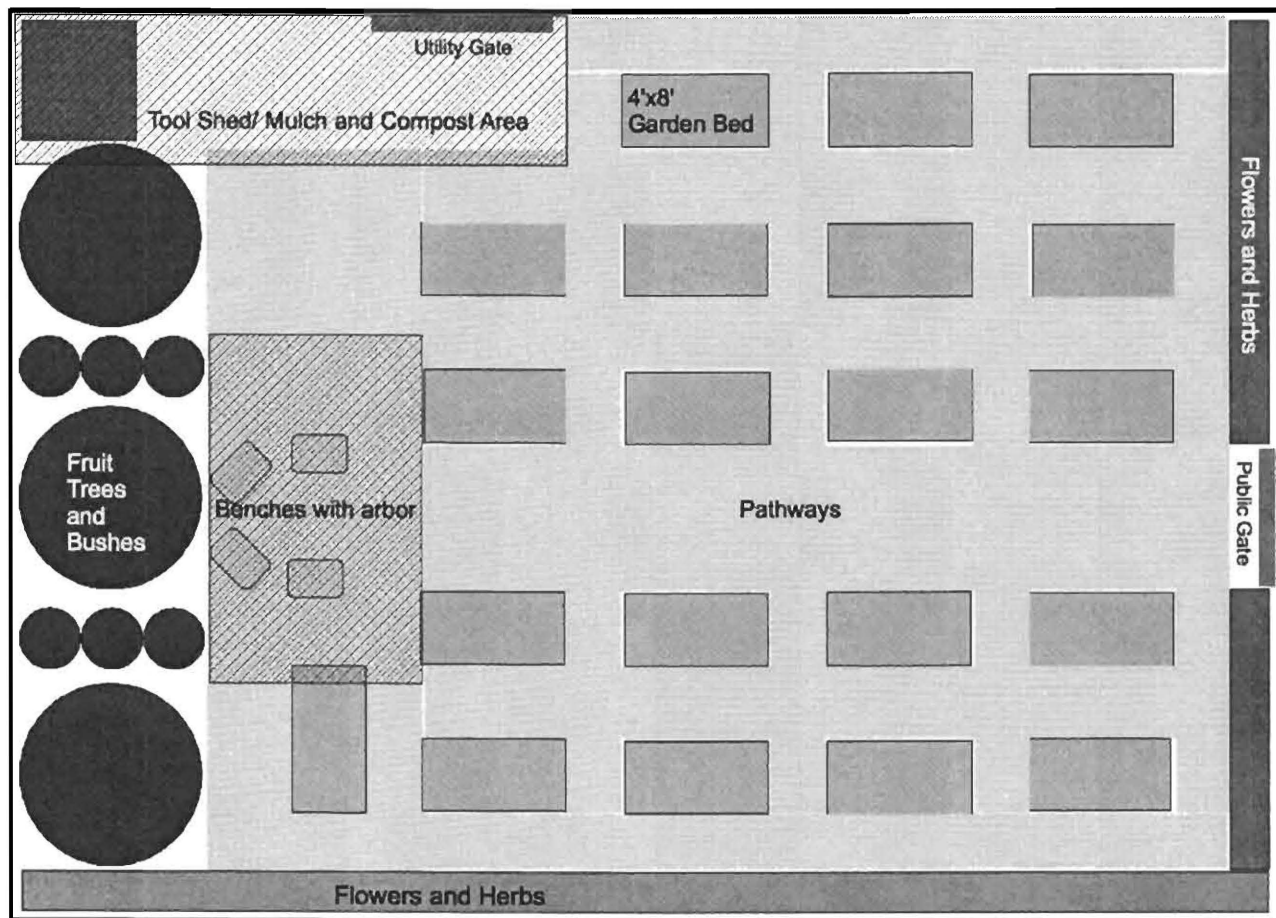 Utility Gate
Tool Shed/ Mulch and Compost Area
4'x8'
Garden Bed
Flowers and Herbs
Fruit
Trees
and
Bushes
Benches with arbor
Pathways
Public Gate
Flowers and Herbs